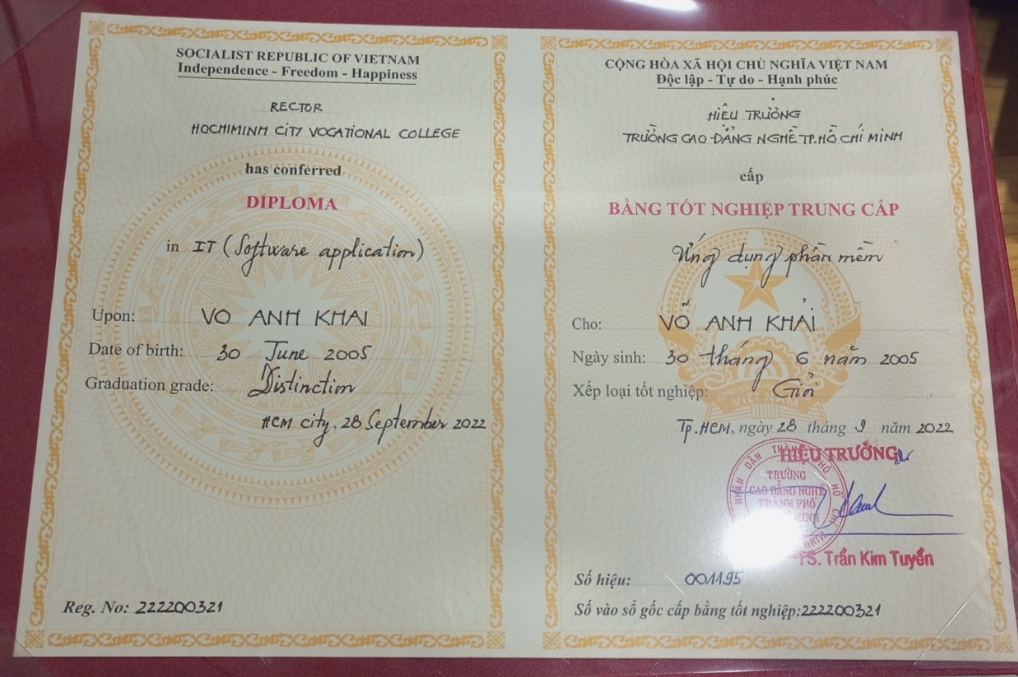 SOCIALIST REPUBLIC OF VIETNAM
Independence - Freedom - Happiness
RECTOR
HOCHIMINH CITY VOCATIONAL COLLEGE
has conferred
DIPLOMA
in IT (Software application)
Upon: VO ANH KHAI
Date of birth: 30 June 2005
Graduation grade: Distinction
HCM city, 28 September 2022
Reg. No: 222200321
CỘNG HÒA XÃ HỘI CHỦ NGHĨA VIỆT NAM
Độc lập - Tự do - Hạnh phúc
HIỆU TRƯỞNG
TRƯỜNG CAO ĐẲNG NGHỀ TP. HỒ CHÍ MINH
cấp
BẰNG TỐT NGHIỆP TRUNG CẤP
Ứng dụng phần mềm
Cho: VÕ ANH KHẢI
Ngày sinh: 30 tháng 6 năm 2005
Xếp loại tốt nghiệp: Giỏi
Tp. HCM, ngày 28 tháng 9 năm 2022
HIỆU TRƯỞNG
TRƯỜNG
CAO ĐẲNG NGHỀ
THÀNH PHỐ
TS. Trần Kim Tuyền
Số hiệu: 001195
Số vào sổ gốc cấp bằng tốt nghiệp: 222200321